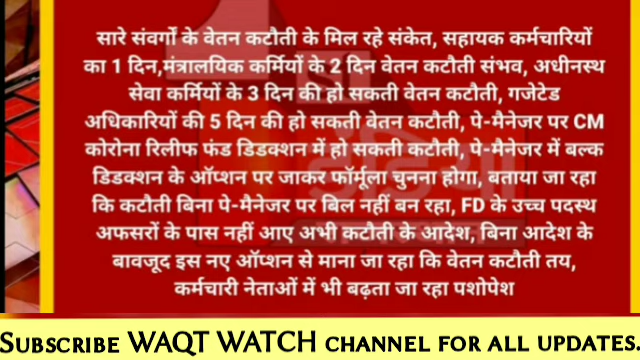 सारे संवर्गों के वेतन कटौती के मिल रहे संकेत, सहायक कर्मचारियों
का 1 दिन,मंत्रालयिक कर्मियों के 2 दिन वेतन कटौती संभव, अधीनस्थ
सेवा कर्मियों के 3 दिन की हो सकती वेतन कटौती, गजेटेड
अधिकारियों की 5 दिन की हो सकती वेतन कटौती, पे-मैनेजर पर CM
कोरोना रिलीफ फंड डिडक्शन में हो सकती कटौती, पे-मैनेजर में बल्क
डिडक्शन के ऑप्शन पर जाकर फॉर्मूला चुनना होगा, बताया जा रहा
कि कटौती बिना पे-मैनेजर पर बिल नहीं बन रहा, FD के उच्च पदस्थ
अफसरों के पास नहीं आए अभी कटौती के आदेश, बिना आदेश के
बावजूद इस नए ऑप्शन से माना जा रहा कि वेतन कटौती तय,
कर्मचारी नेताओं में भी बढ़ता जा रहा पशोपेश
SUBSCRIBE WAQT WATCH CHANNEL FOR ALL UPDATES.